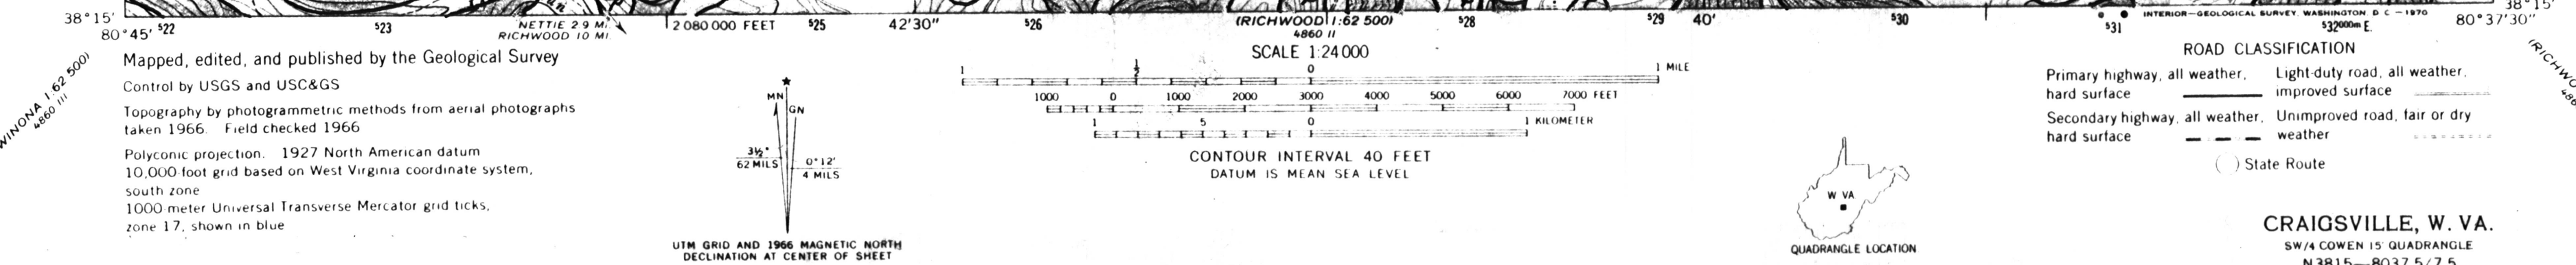 38°15'
80°45'
522
523
NETTIE 2.9 MI.
RICHWOOD 10 MI.
2 080 000 FEET
525
42'30"
526
(RICHWOOD 1:62 500)
4860 II
528
529
40'
530
531
INTERIOR—GEOLOGICAL SURVEY, WASHINGTON D C —1970
532000m E.
38°15'
80°37'30"
WINONA 1:62 500)
4860 III
Mapped, edited, and published by the Geological Survey
Control by USGS and USC&GS
Topography by photogrammetric methods from aerial photographs
taken 1966. Field checked 1966
Polyconic projection. 1927 North American datum
10,000-foot grid based on West Virginia coordinate system,
south zone
1000-meter Universal Transverse Mercator grid ticks,
zone 17, shown in blue
MN
GN
3½°
62 MILS
0°12'
4 MILS
UTM GRID AND 1966 MAGNETIC NORTH
DECLINATION AT CENTER OF SHEET
SCALE 1:24 000
1 ½ 0 1 MILE
1000 0 1000 2000 3000 4000 5000 6000 7000 FEET
1 5 0 1 KILOMETER
CONTOUR INTERVAL 40 FEET
DATUM IS MEAN SEA LEVEL
W VA
QUADRANGLE LOCATION
ROAD CLASSIFICATION
Primary highway, all weather,
hard surface
Light-duty road, all weather,
improved surface
Secondary highway, all weather,
hard surface
Unimproved road, fair or dry
weather
State Route
CRAIGSVILLE, W. VA.
SW/4 COWEN 15' QUADRANGLE
N3815—8037.5/7.5